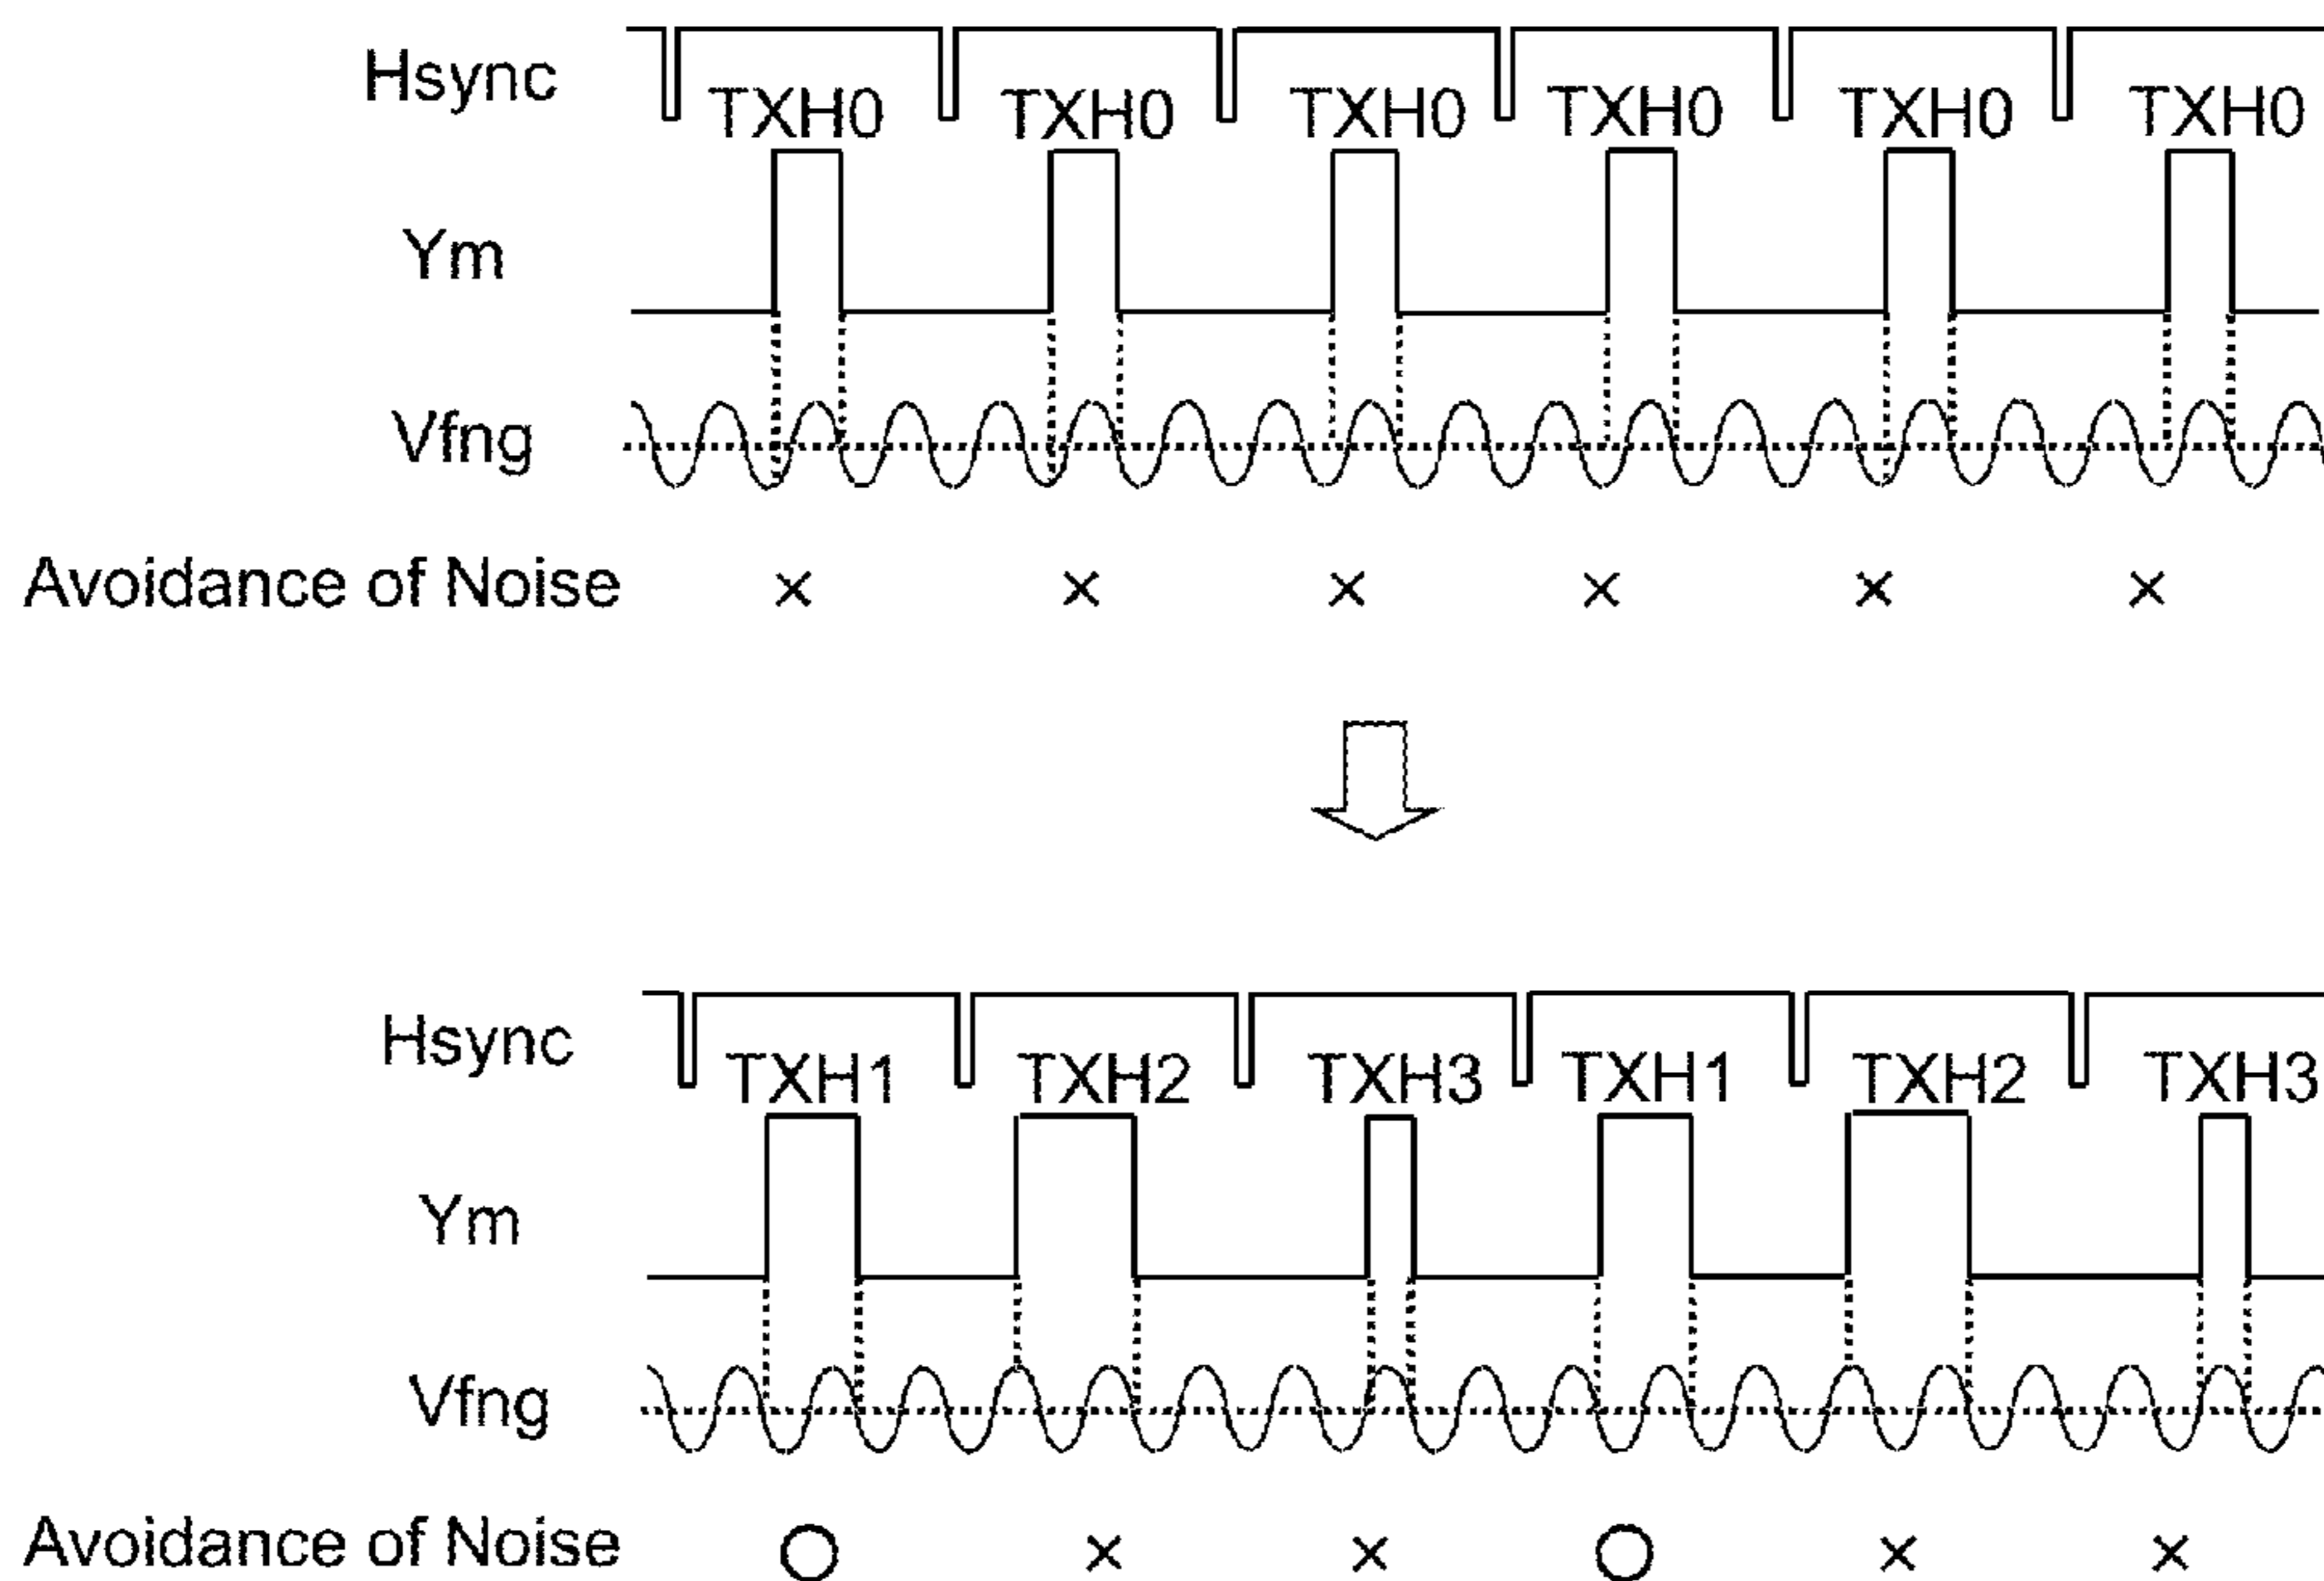 Hsync
TXH0 TXH0 TXH0 TXH0 TXH0 TXH0
Ym
Vfng
Avoidance of Noise × × × × × ×
Hsync
TXH1 TXH2 TXH3 TXH1 TXH2 TXH3
Ym
Vfng
Avoidance of Noise ○ × × ○ × ×